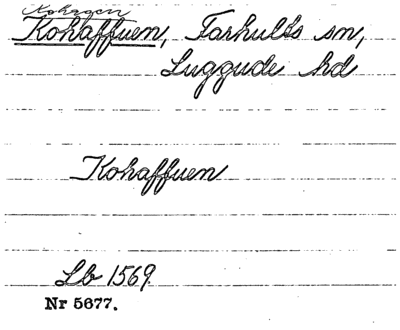 Kohagen
Kohaffuen, Farhults sn,
Luggude hd
Kohaffuen
Lb 1569.
Nr 5677.